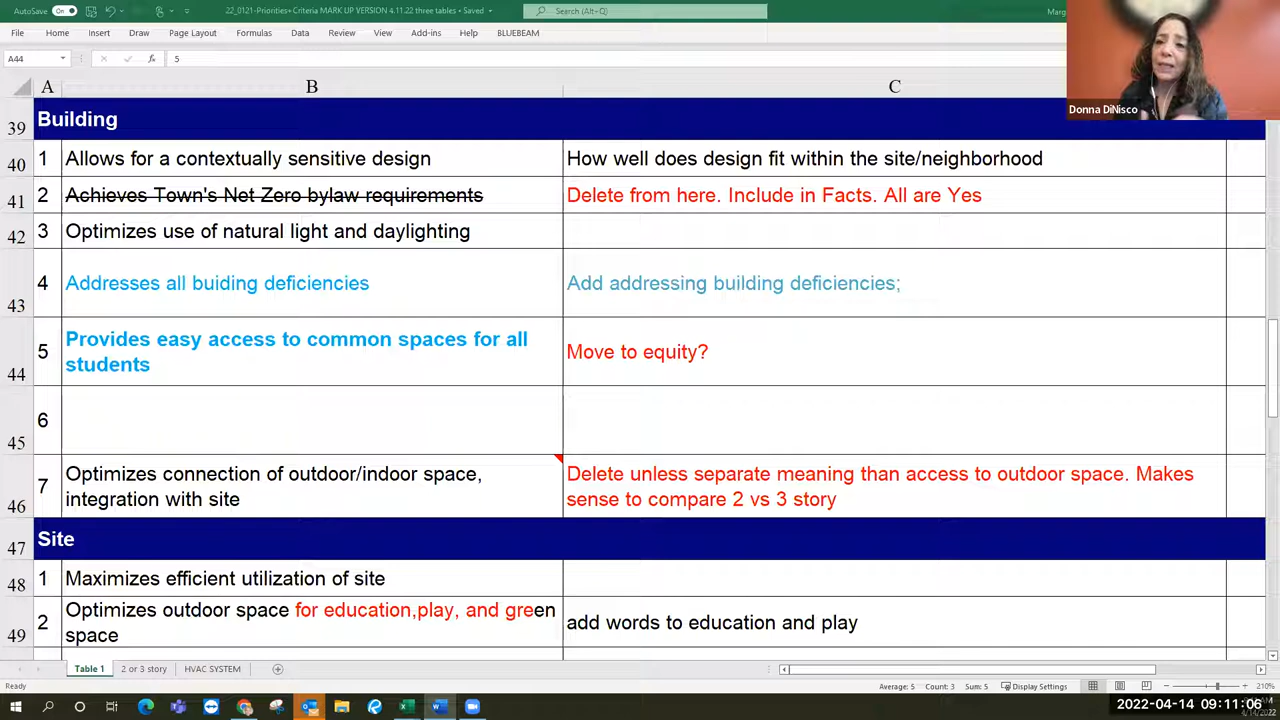 AutoSave On 22_0121-Priorities+Criteria MARK UP VERSION 4.11.22 three tables • Saved Search (Alt+Q) Marg
File Home Insert Draw Page Layout Formulas Data Review View Add-ins Help BLUEBEAM
A44 fx 5
Donna DiNisco
A B C
39 Building
40 1 Allows for a contextually sensitive design How well does design fit within the site/neighborhood
41 2 Achieves Town's Net Zero bylaw requirements Delete from here. Include in Facts. All are Yes
42 3 Optimizes use of natural light and daylighting
43 4 Addresses all buiding deficiencies Add addressing building deficiencies;
44 5 Provides easy access to common spaces for all
students Move to equity?
45 6
46 7 Optimizes connection of outdoor/indoor space,
integration with site
Delete unless separate meaning than access to outdoor space. Makes
sense to compare 2 vs 3 story
47 Site
48 1 Maximizes efficient utilization of site
49 2 Optimizes outdoor space for education,play, and green
space
add words to education and play
Table 1 2 or 3 story HVAC SYSTEM
Ready Average: 5 Count: 3 Sum: 5 Display Settings 210%
2022-04-14 09:11:06
4/14/2022